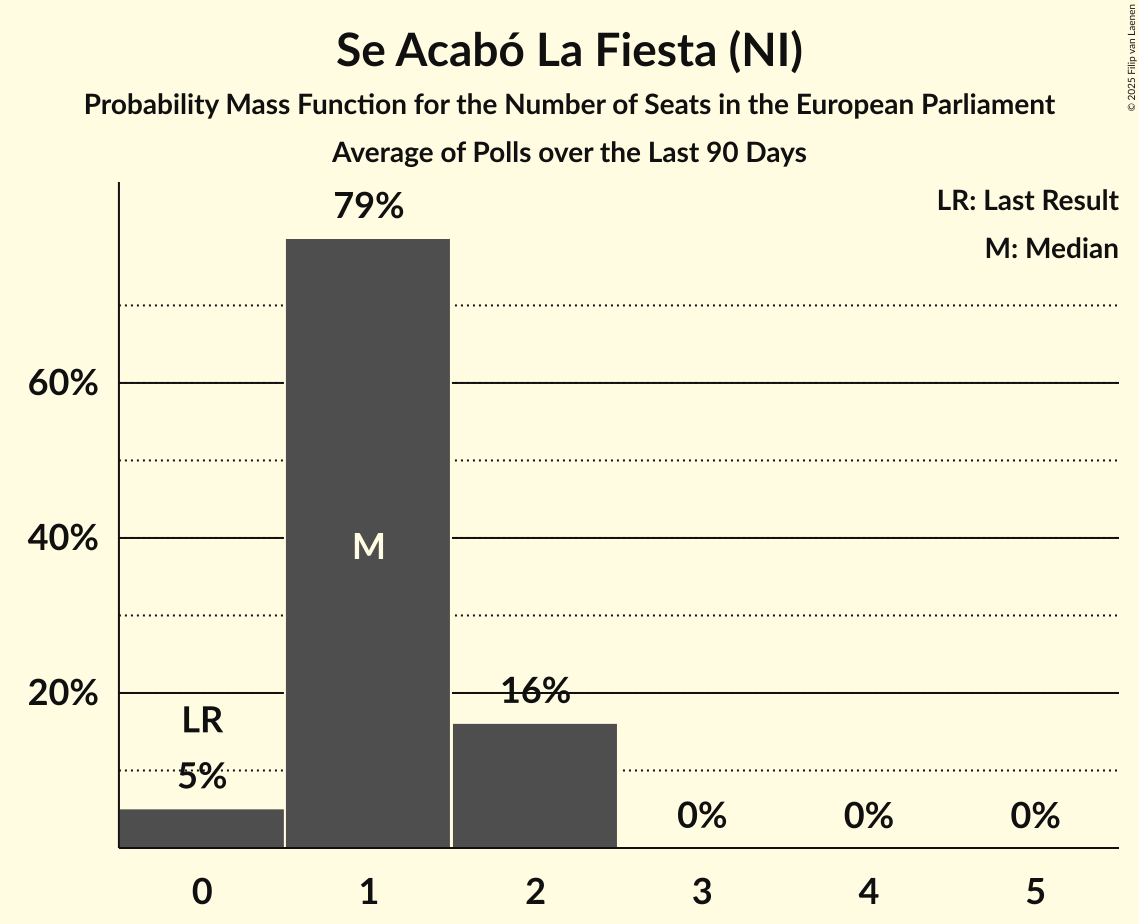 Se Acabó La Fiesta (NI)
Probability Mass Function for the Number of Seats in the European Parliament
Average of Polls over the Last 90 Days
© 2025 Filip van Laenen
LR: Last Result
M: Median
79%
60%
40%
M
20%
16%
LR
5%
0%
0%
0%
0 1 2 3 4 5